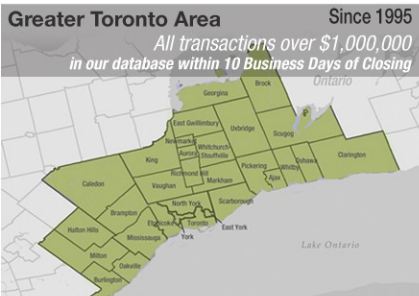 Greater Toronto Area
Since 1995
All transactions over $1,000,000
in our database within 10 Business Days of Closing
Ontario
Brock
Georgina
East Gwillimbury
Uxbridge
Scugog
Newmarket
Aurora
Whitchurch-
Stouffville
King
Richmond Hill
Pickering
Whitby
Oshawa
Clarington
Ajax
Caledon
Vaughan
Markham
North York
Scarborough
Brampton
Etobicoke
Toronto
East York
York
Halton Hills
Mississauga
Milton
Oakville
Burlington
Lake Ontario